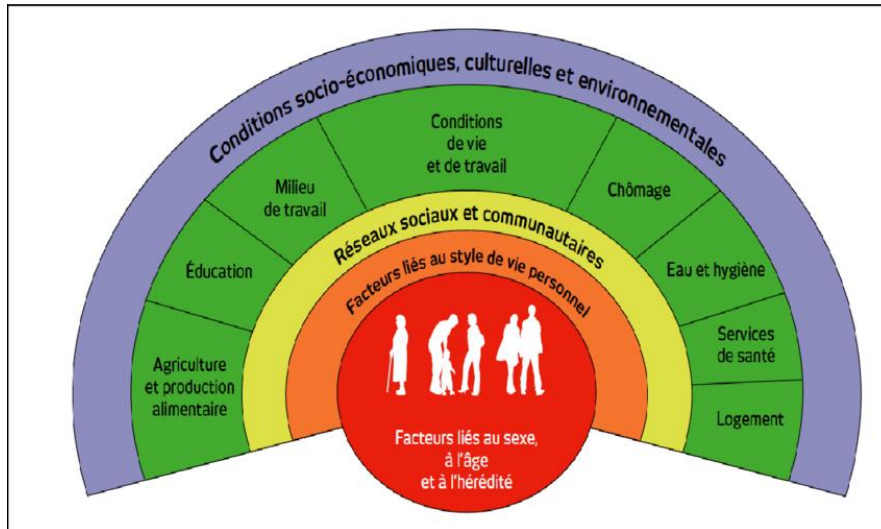 Conditions socio-économiques, culturelles et environnementales
Conditions
de vie
et de travail
Milieu
de travail
Chômage
Éducation
Eau et hygiène
Agriculture
et production
alimentaire
Services
de santé
Logement
Réseaux sociaux et communautaires
Facteurs liés au style de vie personnel
Facteurs liés au sexe,
à l'âge
et à l'hérédité